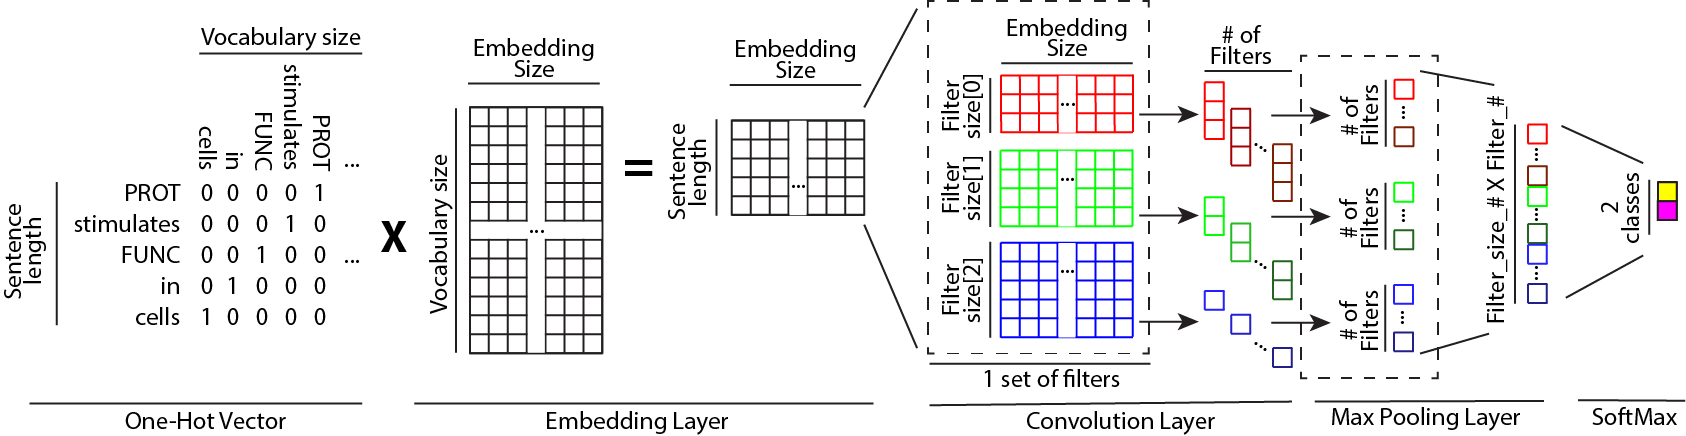 Vocabulary size
cells in FUNC stimulates PROT ...
Sentence
length
PROT 0 0 0 0 1
stimulates 0 0 0 1 0
FUNC 0 0 1 0 0 ...
in 0 1 0 0 0
cells 1 0 0 0 0
One-Hot Vector
X
Embedding
Size
Vocabulary size
...
=
Embedding
Size
Sentence
length
...
Embedding Layer
Embedding
Size
Filter
size[0]
...
Filter
size[1]
...
Filter
size[2]
...
1 set of filters
# of
Filters
...
...
...
Convolution Layer
# of
Filters
...
# of
Filters
...
# of
Filters
...
Filter_size_# X Filter_#
...
...
...
Max Pooling Layer
2
classes
SoftMax